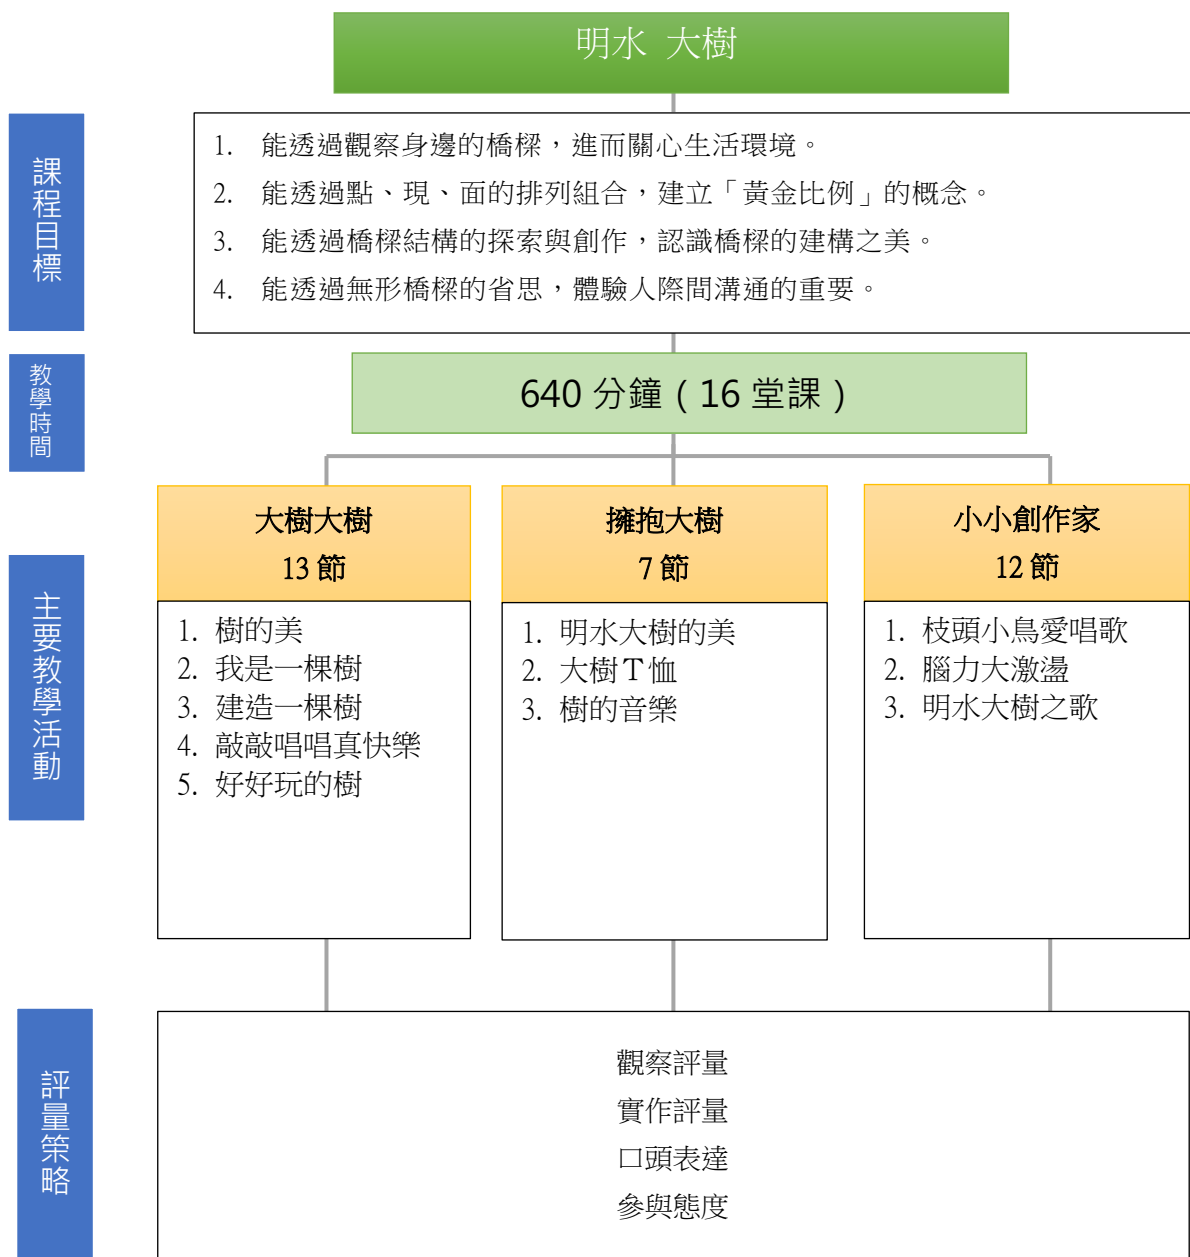 明水 大樹
課程目標
1. 能透過觀察身邊的橋樑，進而關心生活環境。
2. 能透過點、現、面的排列組合，建立「黃金比例」的概念。
3. 能透過橋樑結構的探索與創作，認識橋樑的建構之美。
4. 能透過無形橋樑的省思，體驗人際間溝通的重要。
教學時間
640 分鐘（16 堂課）
主要教學活動
大樹大樹
13 節
1. 樹的美
2. 我是一棵樹
3. 建造一棵樹
4. 敲敲唱唱真快樂
5. 好好玩的樹
擁抱大樹
7 節
1. 明水大樹的美
2. 大樹Ｔ恤
3. 樹的音樂
小小創作家
12 節
1. 枝頭小鳥愛唱歌
2. 腦力大激盪
3. 明水大樹之歌
評量策略
觀察評量
實作評量
口頭表達
參與態度